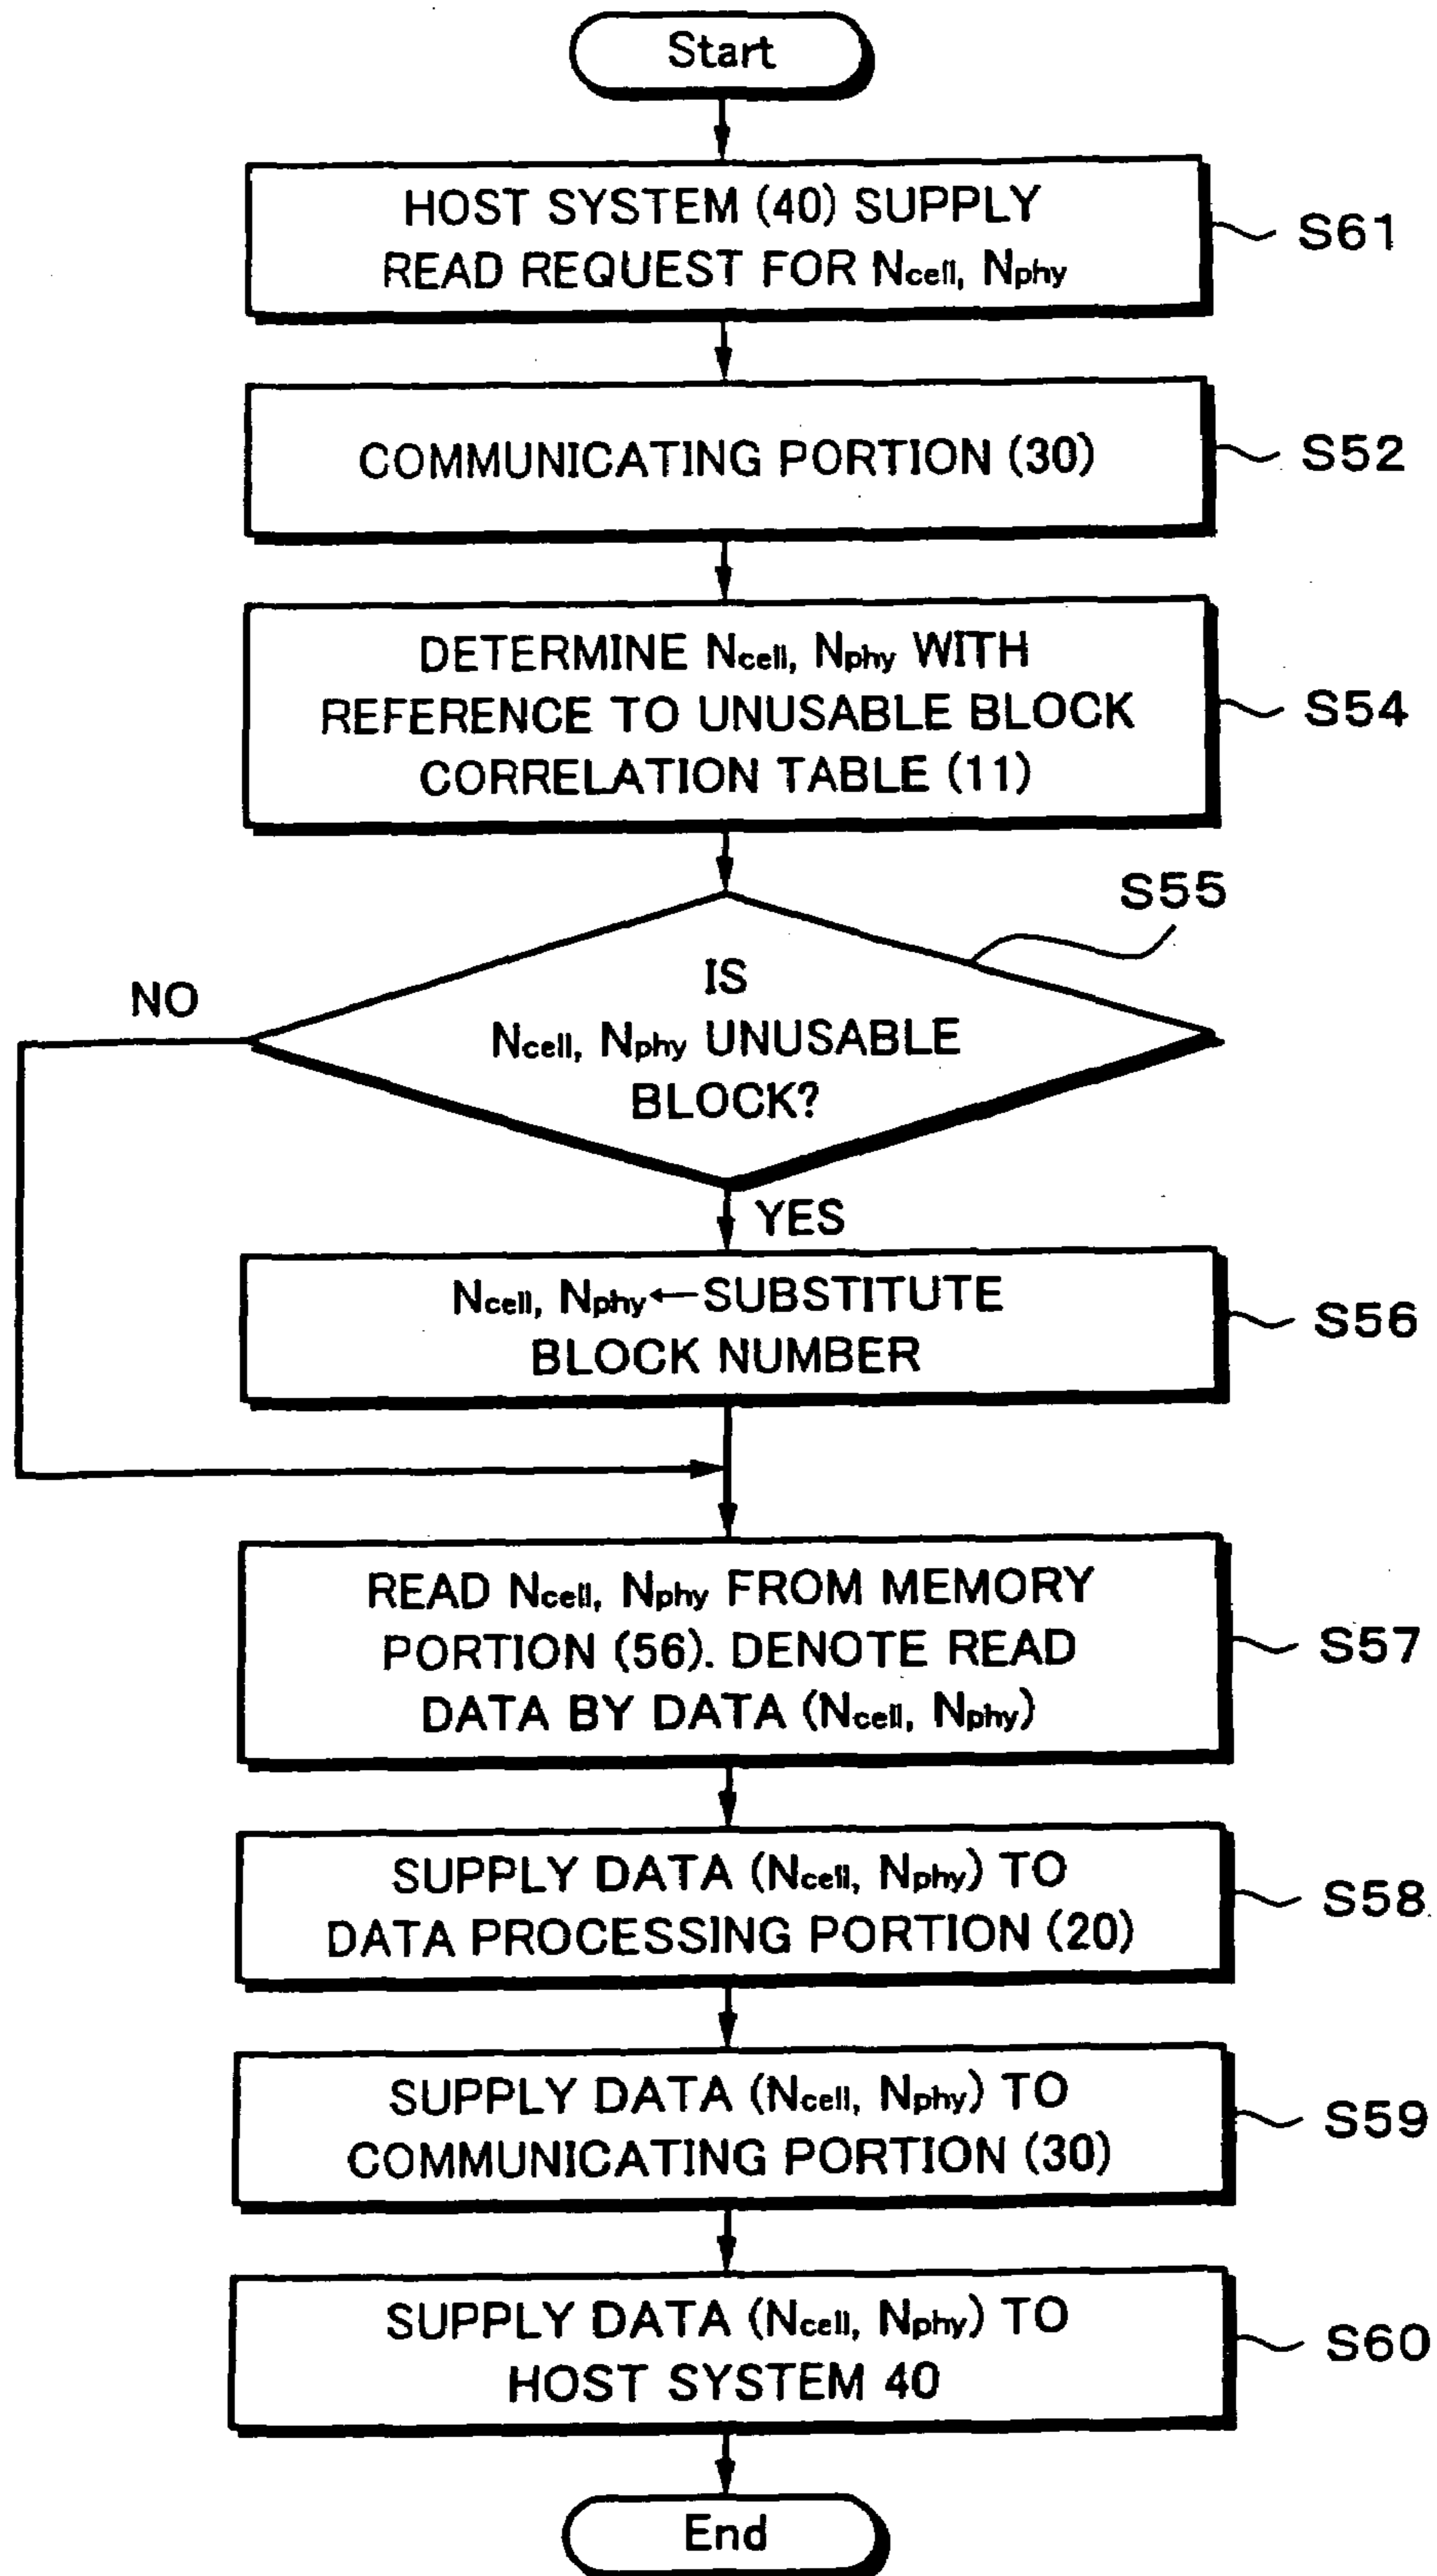 Start
HOST SYSTEM (40) SUPPLY
READ REQUEST FOR Ncell, Nphy
S61
COMMUNICATING PORTION (30)
S52
DETERMINE Ncell, Nphy WITH
REFERENCE TO UNUSABLE BLOCK
CORRELATION TABLE (11)
S54
S55
IS
Ncell, Nphy UNUSABLE
BLOCK?
NO
YES
Ncell, Nphy←SUBSTITUTE
BLOCK NUMBER
S56
READ Ncell, Nphy FROM MEMORY
PORTION (56). DENOTE READ
DATA BY DATA (Ncell, Nphy)
S57
SUPPLY DATA (Ncell, Nphy) TO
DATA PROCESSING PORTION (20)
S58
SUPPLY DATA (Ncell, Nphy) TO
COMMUNICATING PORTION (30)
S59
SUPPLY DATA (Ncell, Nphy) TO
HOST SYSTEM 40
S60
End